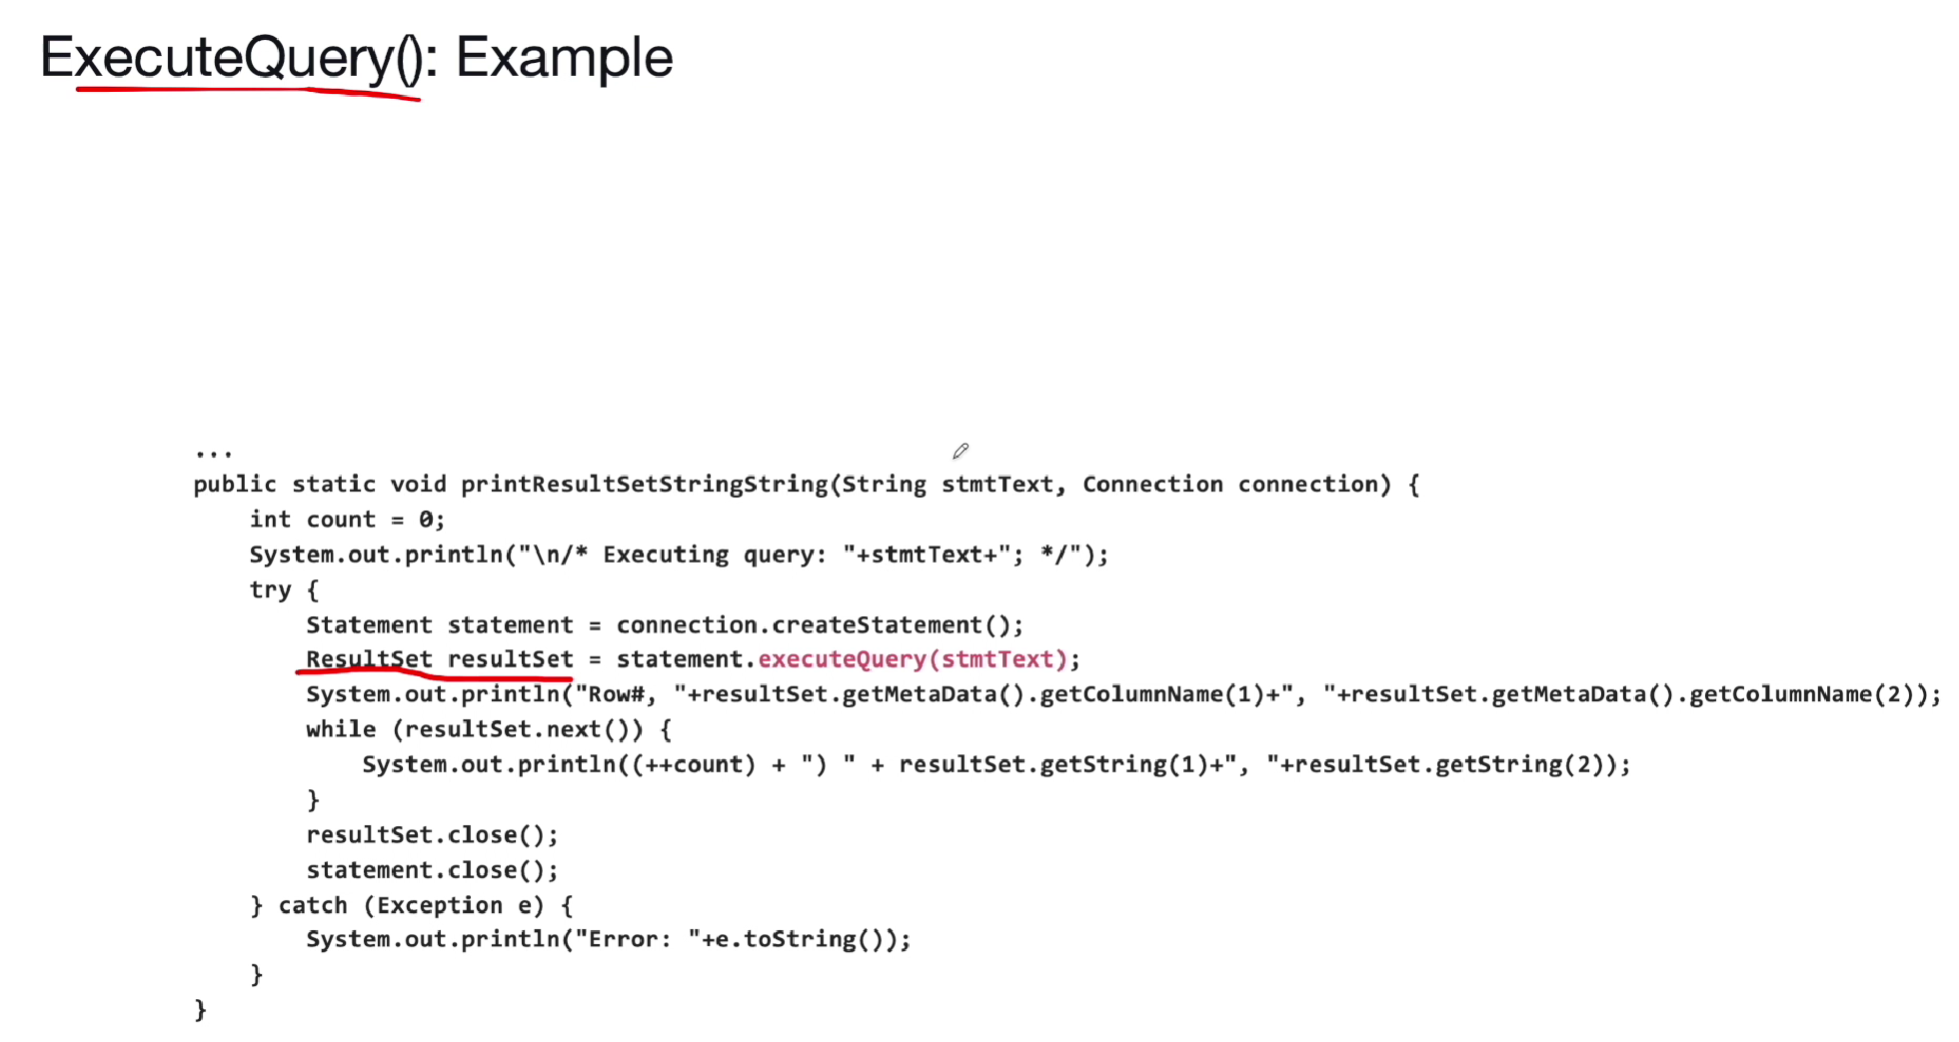 ExecuteQuery(): Example
...
public static void printResultSetStringString(String stmtText, Connection connection) {
    int count = 0;
    System.out.println("\n/* Executing query: "+stmtText+"; */");
    try {
        Statement statement = connection.createStatement();
        ResultSet resultSet = statement.executeQuery(stmtText);
        System.out.println("Row#, "+resultSet.getMetaData().getColumnName(1)+", "+resultSet.getMetaData().getColumnName(2));
        while (resultSet.next()) {
            System.out.println((++count) + ") " + resultSet.getString(1)+", "+resultSet.getString(2));
        }
        resultSet.close();
        statement.close();
    } catch (Exception e) {
        System.out.println("Error: "+e.toString());
    }
}